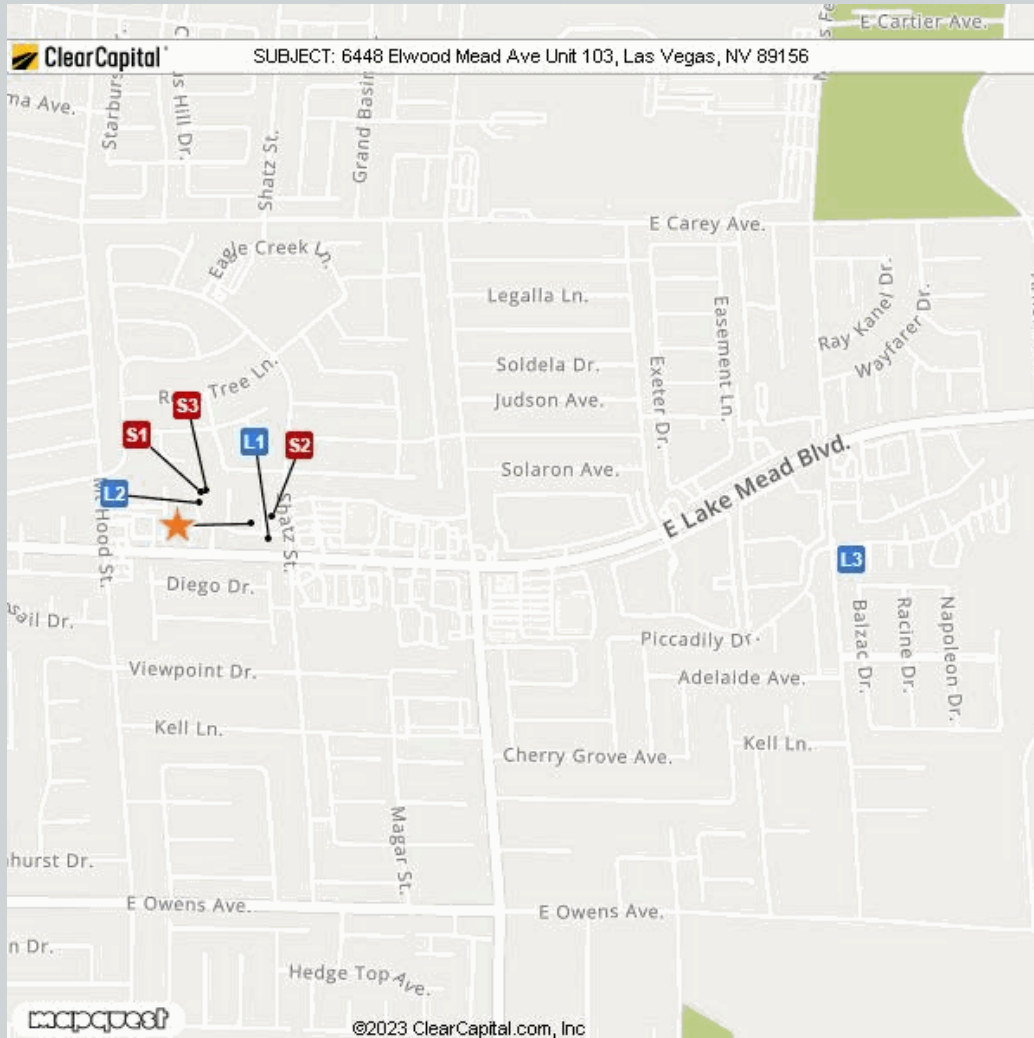 E Cartier Ave.
ClearCapital
SUBJECT: 6448 Elwood Mead Ave Unit 103, Las Vegas, NV 89156
Starburs
s Hill Dr.
Shatz St.
Grand Basin
s Fe
ma Ave.
E Carey Ave.
Eagle Creek Ln.
Legalla Ln.
Easement Ln.
Ray Kanel Dr.
Wayfarer Dr.
Soldela Dr.
Exeter Dr.
Tree Ln.
S3
Judson Ave.
S1
L1
S2
Solaron Ave.
E Lake Mead Blvd.
L2
Hood St.
Shatz St.
L3
Diego Dr.
sail Dr.
Balzac Dr.
Racine Dr.
Napoleon Dr.
Piccadily Dr.
Viewpoint Dr.
Adelaide Ave.
Kell Ln.
Kell Ln.
Cherry Grove Ave.
Magar St.
hurst Dr.
E Owens Ave.
E Owens Ave.
n Dr.
Hedge Top Ave.
mapquest
©2023 ClearCapital.com, Inc